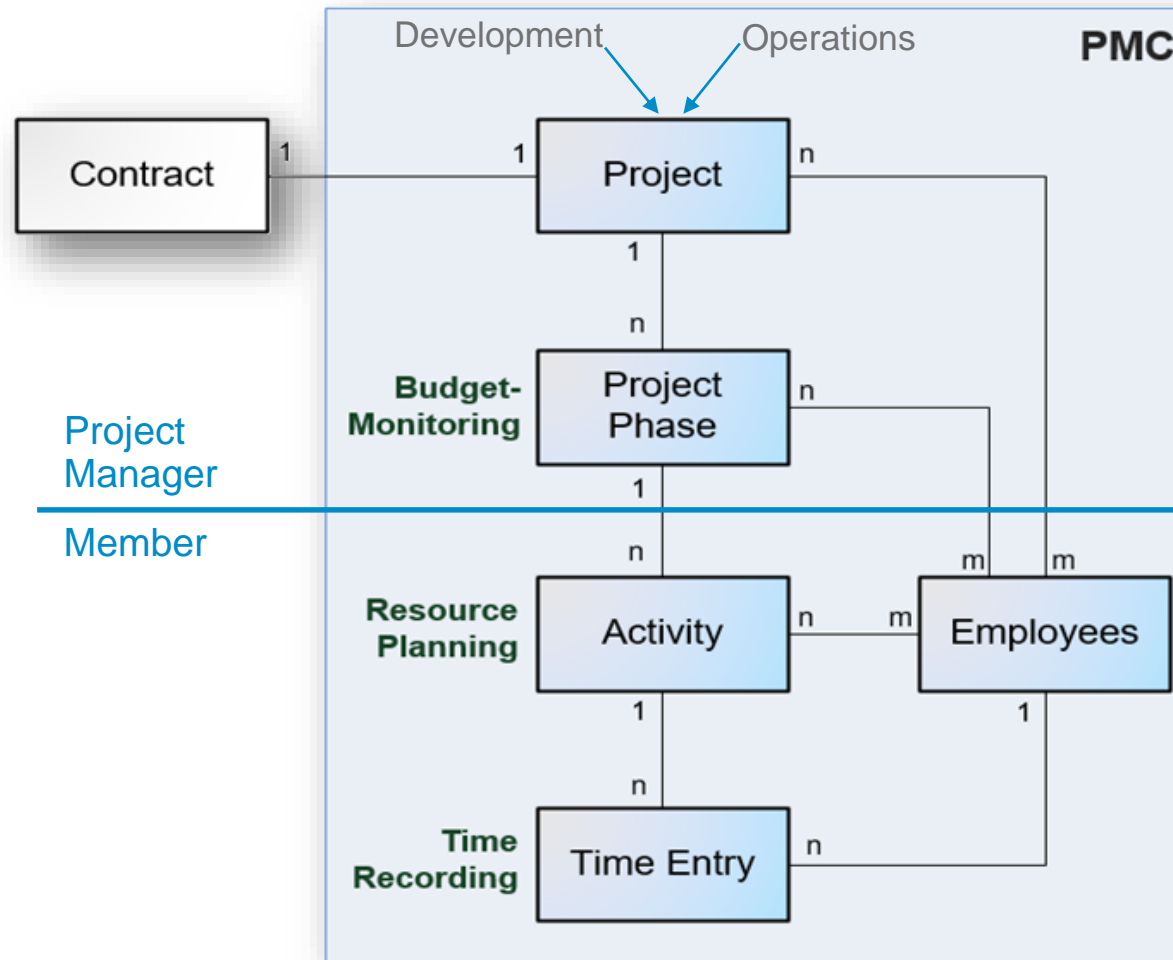 Development
Operations
PMC
Contract
1
1
Project
n
1
n
Budget-
Monitoring
Project
Phase
n
Project
Manager
1
Member
n
m
m
Resource
Planning
Activity
n
m
Employees
1
1
n
Time
Recording
Time Entry
n